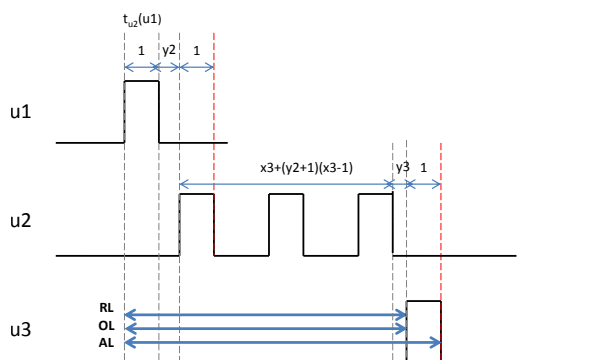 t_u2(u1)
1 y2 1
u1
x3+(y2+1)(x3-1) y3 1
u2
RL
OL
u3
AL